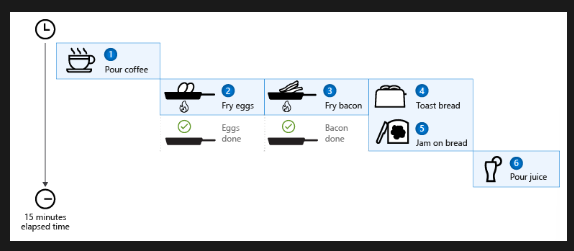 1
Pour coffee
2
Fry eggs
3
Fry bacon
4
Toast bread
Eggs
done
Bacon
done
5
Jam on bread
6
Pour juice
15 minutes
elapsed time